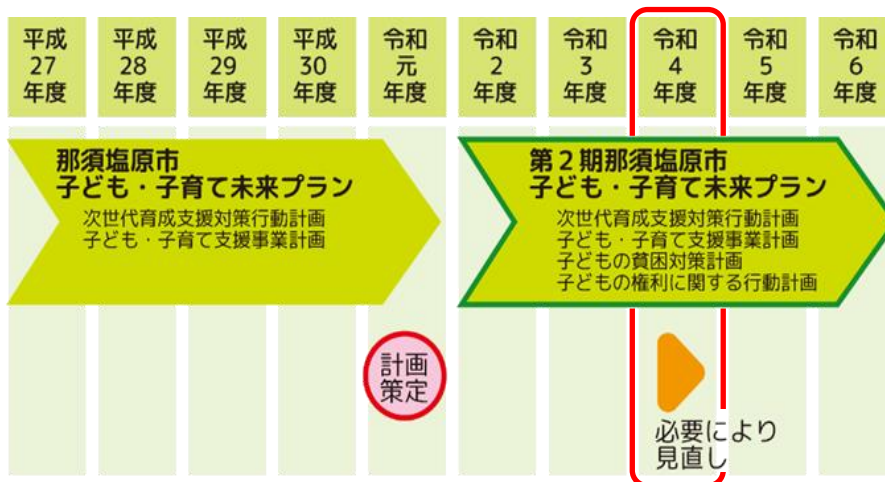 平成
27
年度
平成
28
年度
平成
29
年度
平成
30
年度
令和
元
年度
令和
2
年度
令和
3
年度
令和
4
年度
令和
5
年度
令和
6
年度
那須塩原市
子ども・子育て未来プラン
次世代育成支援対策行動計画
子ども・子育て支援事業計画
第2期那須塩原市
子ども・子育て未来プラン
次世代育成支援対策行動計画
子ども・子育て支援事業計画
子どもの貧困対策計画
子どもの権利に関する行動計画
計画
策定
必要により
見直し